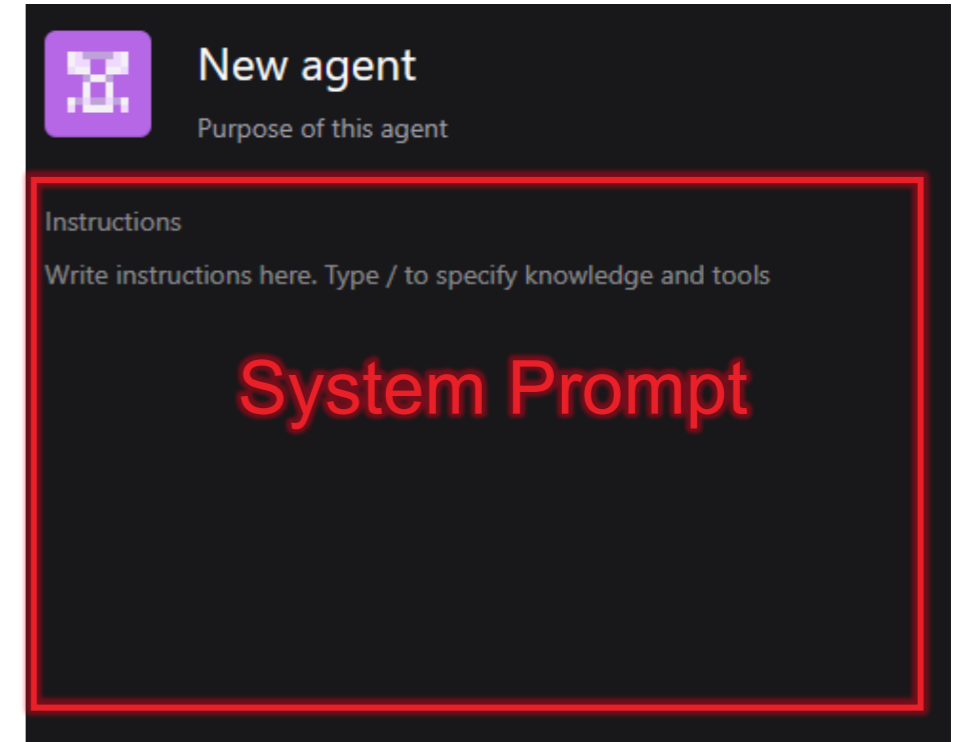 New agent
Purpose of this agent
Instructions
Write instructions here. Type / to specify knowledge and tools
System Prompt